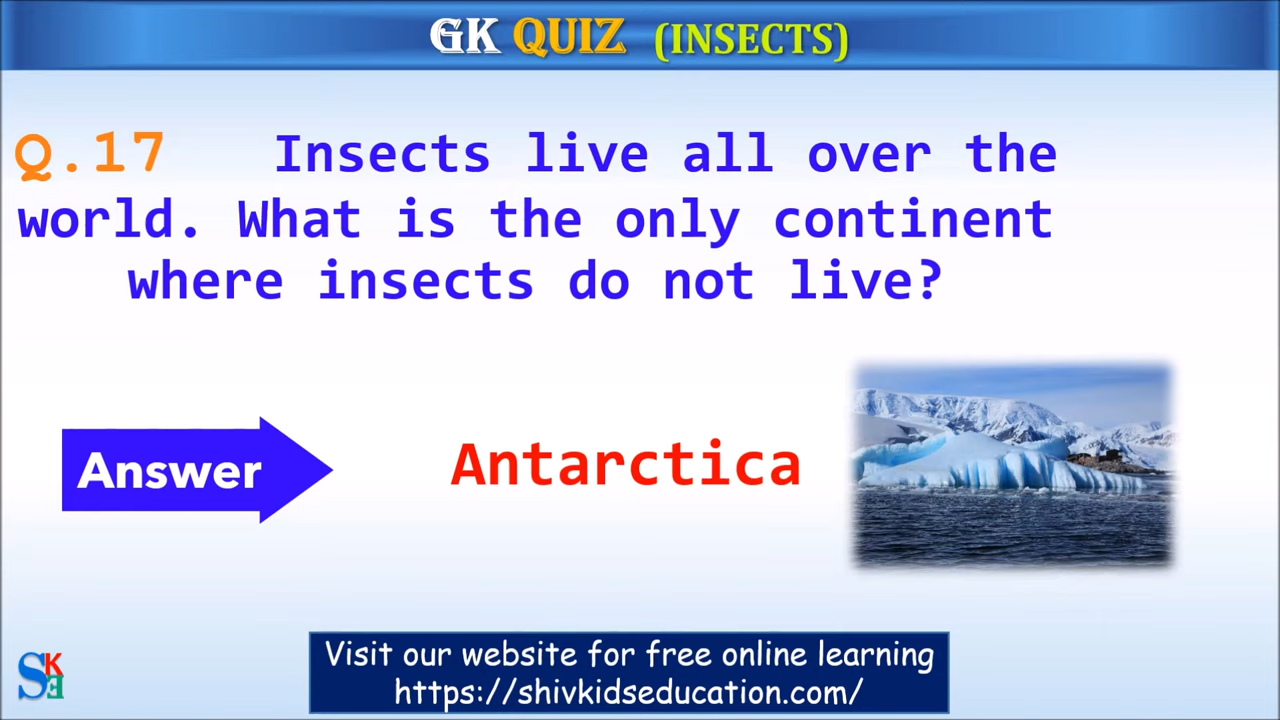 GK QUIZ (INSECTS)
Q.17 Insects live all over the
world. What is the only continent
where insects do not live?
Answer
Antarctica
Visit our website for free online learning
https://shivkidseducation.com/
SKE